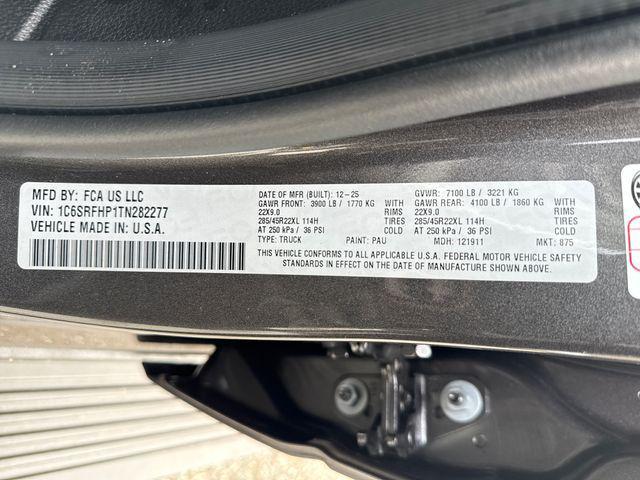 MFD BY: FCA US LLC
VIN: 1C6SRFHP1TN282277
VEHICLE MADE IN U.S.A.
DATE OF MFR (BUILT): 12-25 GVWR: 7100 LB / 3221 KG
GAWR FRONT: 3900 LB / 1770 KG WITH GAWR REAR: 4100 LB / 1860 KG WITH
22X9.0 RIMS 22X9.0 RIMS
285/45R22XL 114H TIRES 285/45R22XL 114H TIRES
AT 250 kPa / 36 PSI COLD AT 250 kPa / 36 PSI COLD
TYPE: TRUCK PAINT: PAU MDH: 121911 MKT: 875
THIS VEHICLE CONFORMS TO ALL APPLICABLE U.S.A. FEDERAL MOTOR VEHICLE SAFETY
STANDARDS IN EFFECT ON THE DATE OF MANUFACTURE SHOWN ABOVE.